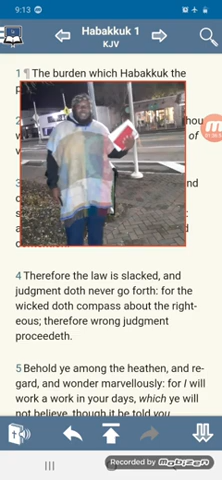 9:13
Habakkuk 1
KJV
1 ¶ The burden which Habakkuk the
p
2
thou
w
of
v
3
nd
4 Therefore the law is slacked, and
judgment doth never go forth: for the
wicked doth compass about the right-
eous; therefore wrong judgment
proceedeth.
5 Behold ye among the heathen, and re-
gard, and wonder marvellously: for I will
work a work in your days, which ye will
not believe, though it be told you
Recorded by mobizen